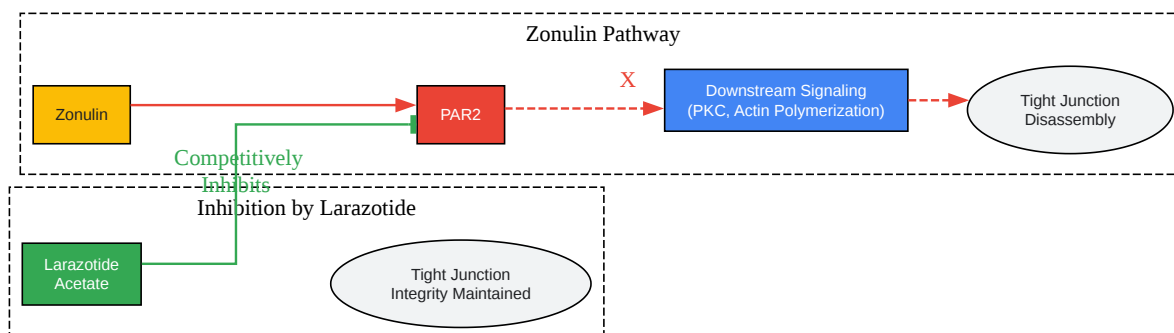 Zonulin Pathway
Zonulin
PAR2
X
Downstream Signaling
(PKC, Actin Polymerization)
Tight Junction
Disassembly
Competitively
Inhibits
Inhibition by Larazotide
Larazotide
Acetate
Tight Junction
Integrity Maintained